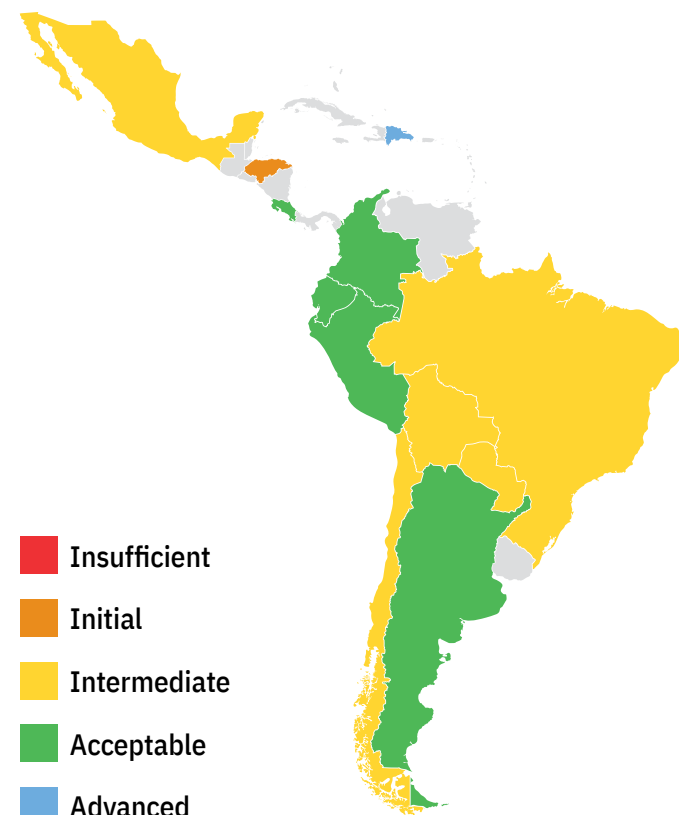 Insufficient
Initial
Intermediate
Acceptable
Advanced